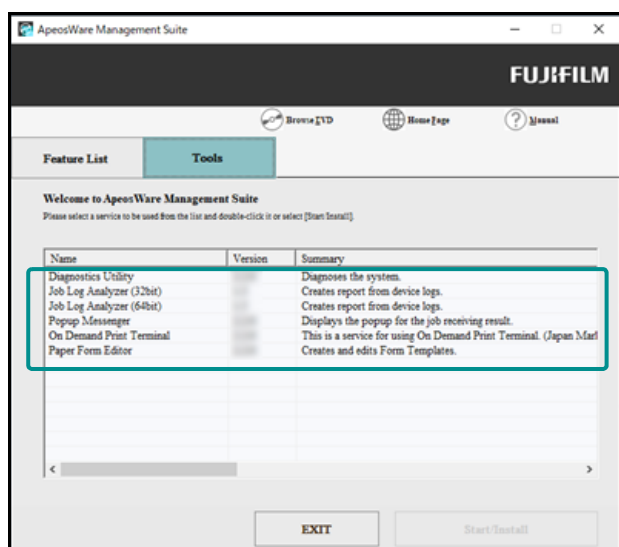 ApeosWare Management Suite
FUJIFILM
Browse DVD Home Page Manual
Feature List Tools
Welcome to ApeosWare Management Suite
Please select a service to be used from the list and double-click it or select [Start Install].
Name Version Summary
Diagnostics Utility Diagnoses the system.
Job Log Analyzer (32bit) Creates report from device logs.
Job Log Analyzer (64bit) Creates report from device logs.
Popup Messenger Displays the popup for the job receiving result.
On Demand Print Terminal This is a service for using On Demand Print Terminal. (Japan Marl
Paper Form Editor Creates and edits Form Templates.
EXIT Start/Install